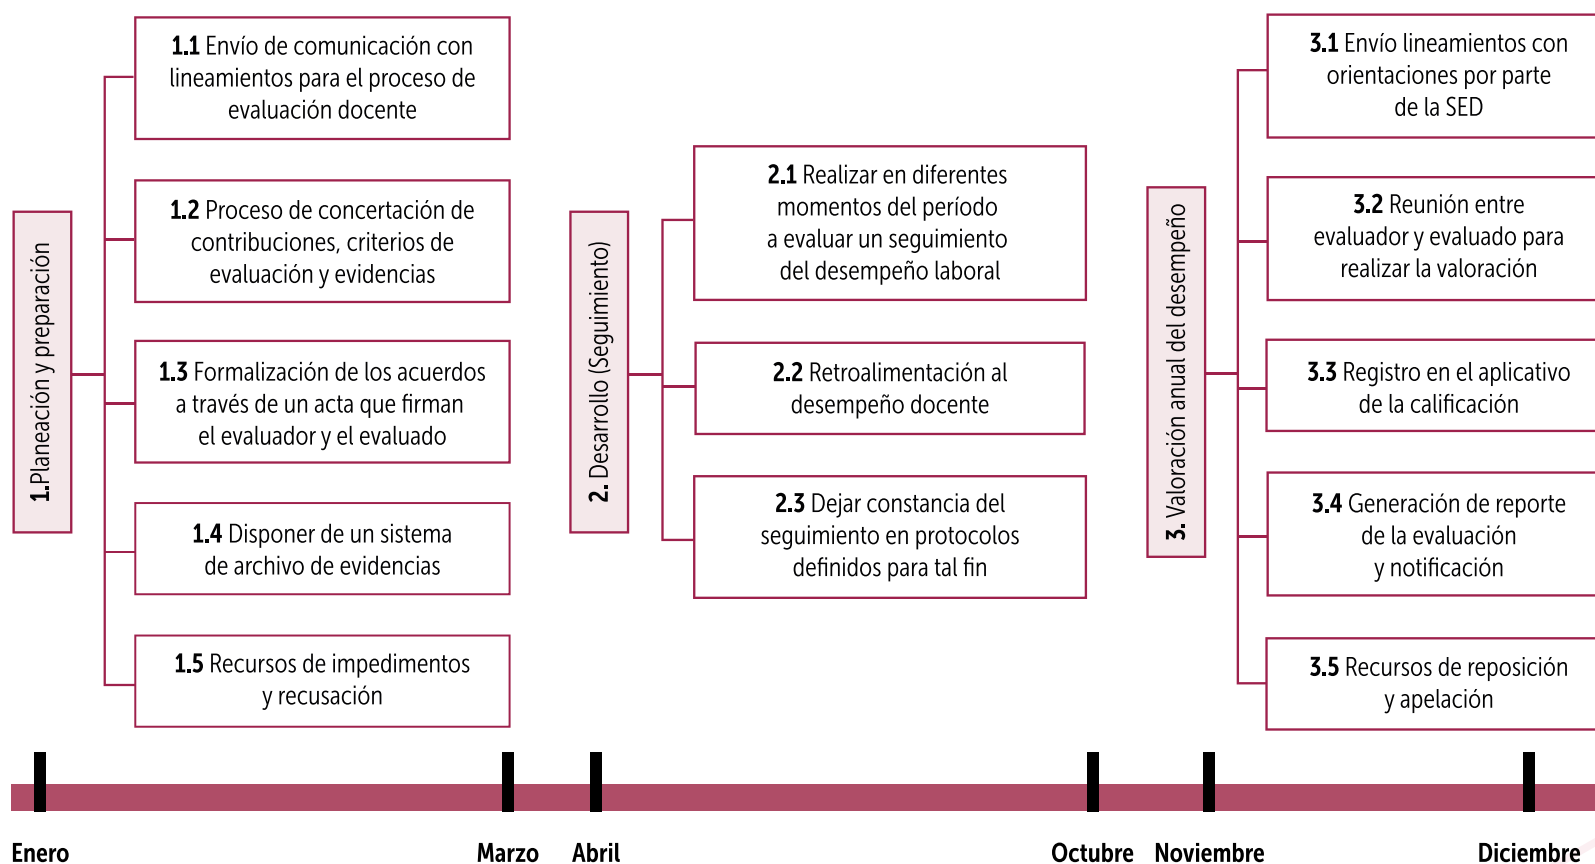 1.Planeación y preparación
1.1 Envío de comunicación con
lineamientos para el proceso de
evaluación docente
1.2 Proceso de concertación de
contribuciones, criterios de
evaluación y evidencias
1.3 Formalización de los acuerdos
a través de un acta que firman
el evaluador y el evaluado
1.4 Disponer de un sistema
de archivo de evidencias
1.5 Recursos de impedimentos
y recusación
2. Desarrollo (Seguimiento)
2.1 Realizar en diferentes
momentos del período
a evaluar un seguimiento
del desempeño laboral
2.2 Retroalimentación al
desempeño docente
2.3 Dejar constancia del
seguimiento en protocolos
definidos para tal fin
3. Valoración anual del desempeño
3.1 Envío lineamientos con
orientaciones por parte
de la SED
3.2 Reunión entre
evaluador y evaluado para
realizar la valoración
3.3 Registro en el aplicativo
de la calificación
3.4 Generación de reporte
de la evaluación
y notificación
3.5 Recursos de reposición
y apelación
Enero Marzo Abril Octubre Noviembre Diciembre